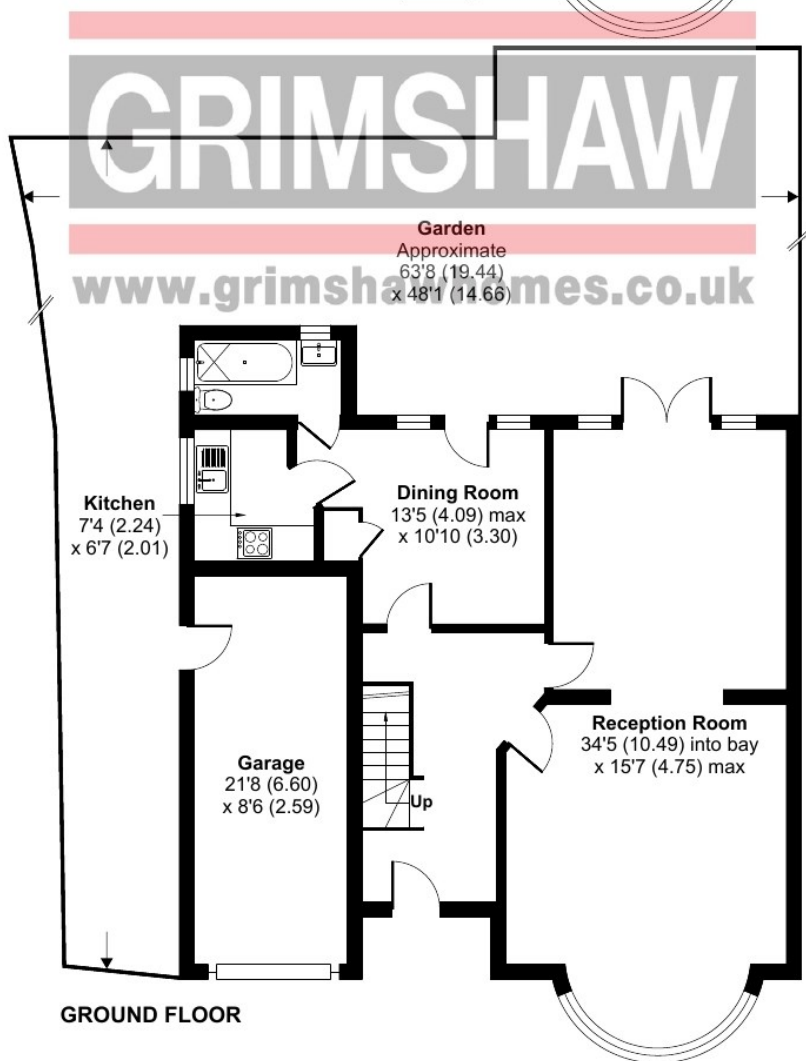 GRIMSHAW
Garden
Approximate
63'8 (19.44)
x 48'1 (14.66)
www.grimshawhomes.co.uk
Kitchen
7'4 (2.24)
x 6'7 (2.01)
Dining Room
13'5 (4.09) max
x 10'10 (3.30)
Reception Room
34'5 (10.49) into bay
x 15'7 (4.75) max
Garage
21'8 (6.60)
x 8'6 (2.59)
Up
GROUND FLOOR